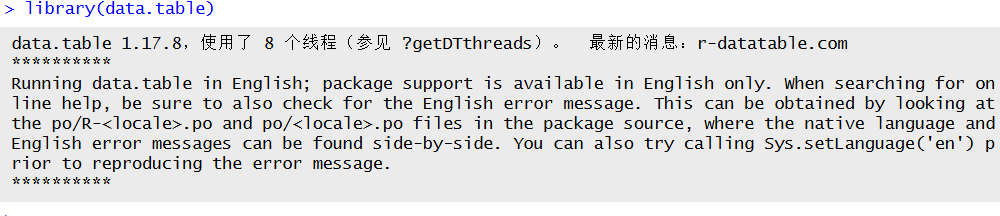 > library(data.table)
data.table 1.17.8，使用了 8 个线程（参见 ?getDTthreads）。  最新的消息：r-datatable.com
**********
Running data.table in English; package support is available in English only. When searching for on
line help, be sure to also check for the English error message. This can be obtained by looking at
the po/R-<locale>.po and po/<locale>.po files in the package source, where the native language and
English error messages can be found side-by-side. You can also try calling Sys.setLanguage('en') p
rior to reproducing the error message.
**********